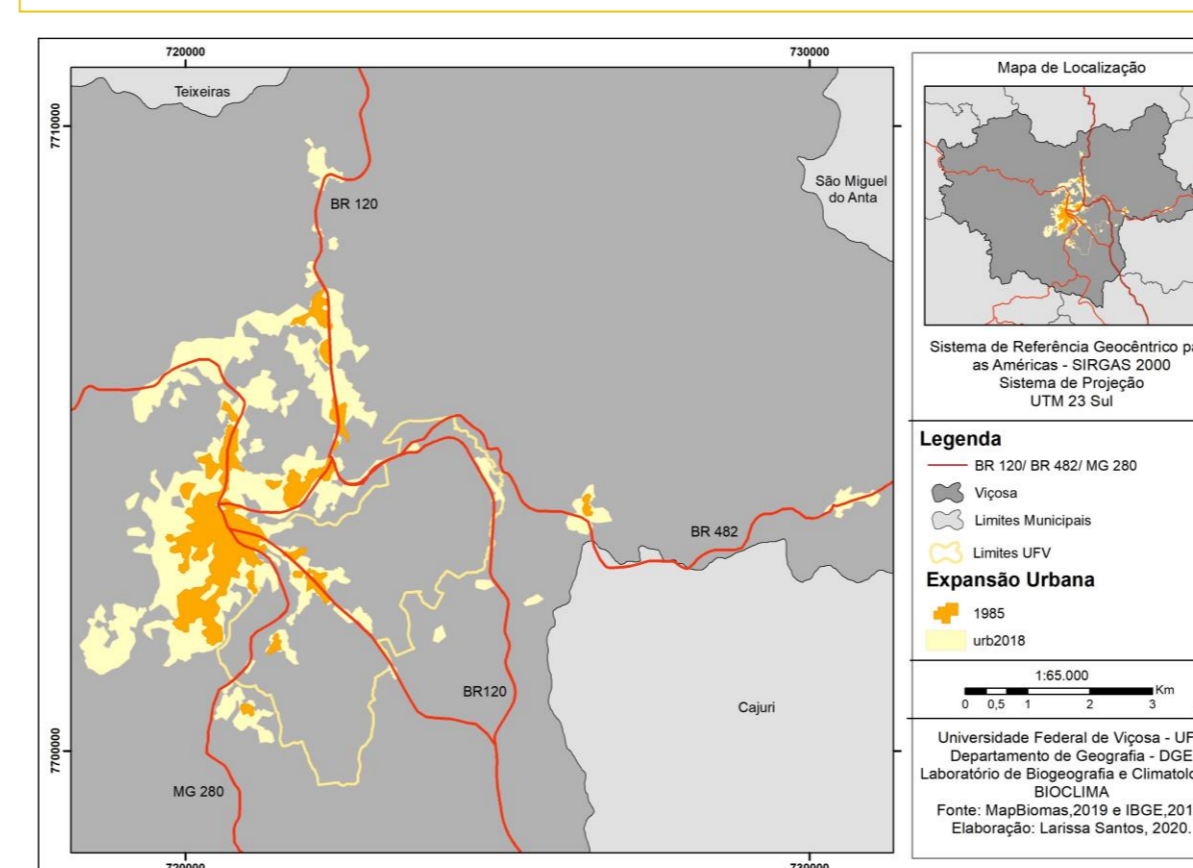 720000
730000
7710000
7700000
Teixeiras
BR 120
São Miguel
do Anta
BR 482
BR120
Cajuri
MG 280
720000
730000
Mapa de Localização
Sistema de Referência Geocêntrico pa
as Américas - SIRGAS 2000
Sistema de Projeção
UTM 23 Sul
Legenda
BR 120/ BR 482/ MG 280
Viçosa
Limites Municipais
Limites UFV
Expansão Urbana
1985
urb2018
1:65.000
Km
0 0,5 1 2 3
Universidade Federal de Viçosa - UF
Departamento de Geografia - DGE
Laboratório de Biogeografia e Climatolo
BIOCLIMA
Fonte: MapBiomas,2019 e IBGE,201
Elaboração: Larissa Santos, 2020.